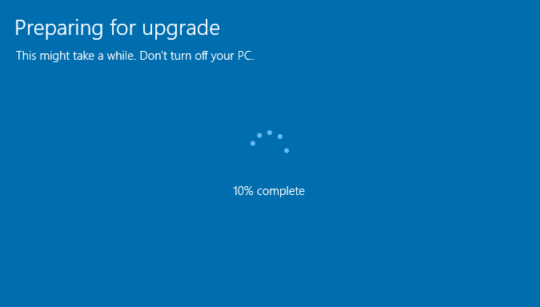 Preparing for upgrade
This might take a while. Don't turn off your PC.
10% complete